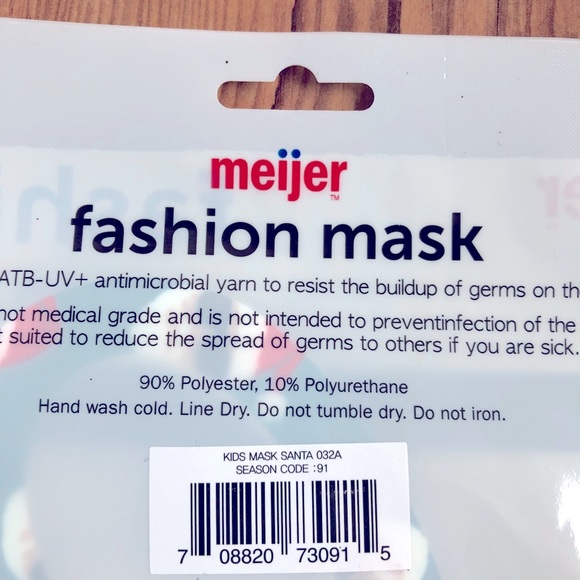 meijer
TM
fashion mask
ATB-UV+ antimicrobial yarn to resist the buildup of germs on the
not medical grade and is not intended to preventinfection of the
suited to reduce the spread of germs to others if you are sick.
90% Polyester, 10% Polyurethane
Hand wash cold. Line Dry. Do not tumble dry. Do not iron.
KIDS MASK SANTA 032A
SEASON CODE :91
7 08820 73091 5